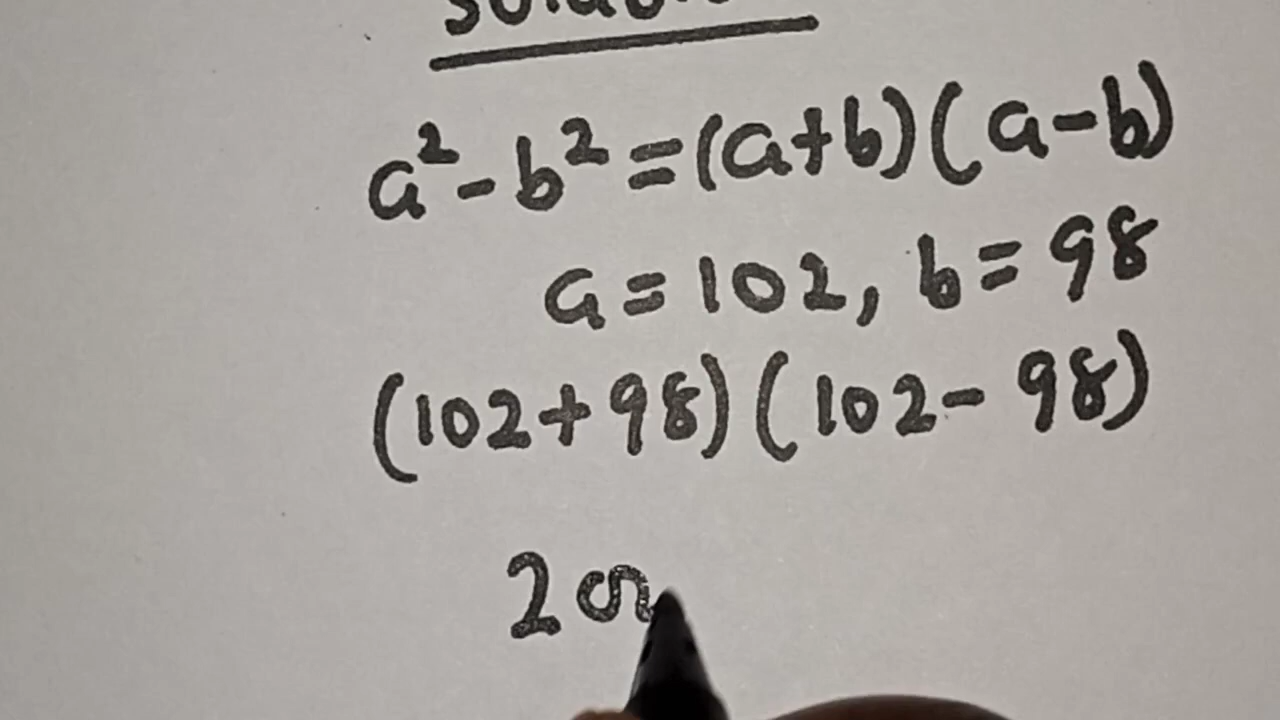 a²-b²=(a+b)(a-b)
a=102, b=98
(102+98)(102-98)